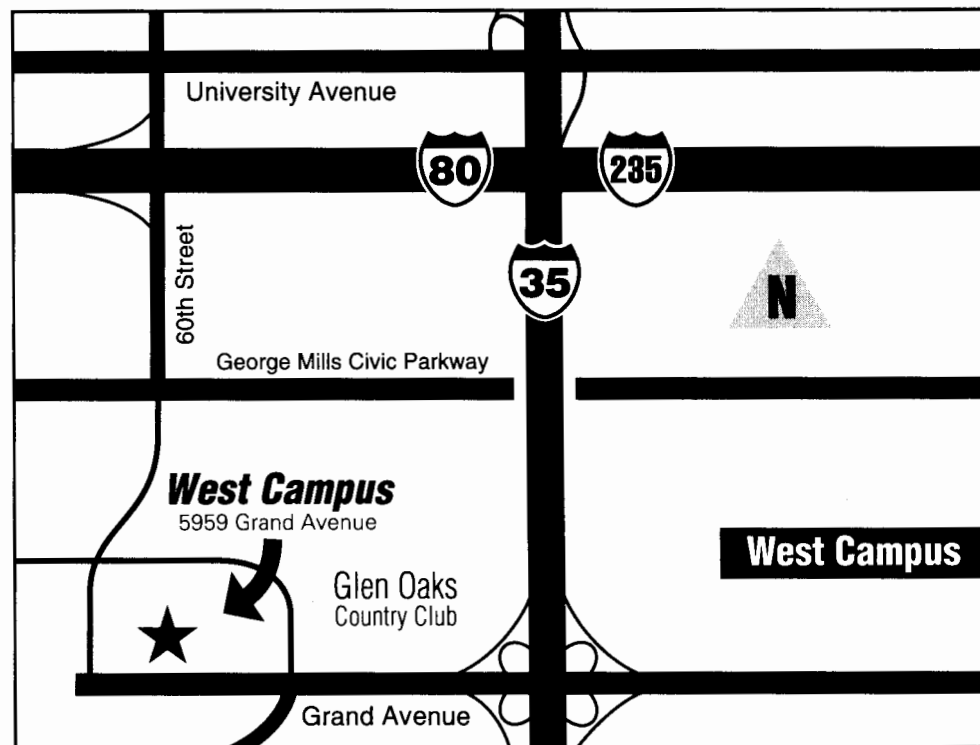 University Avenue
80
235
60th Street
35
N
George Mills Civic Parkway
West Campus
5959 Grand Avenue
West Campus
Glen Oaks
Country Club
Grand Avenue